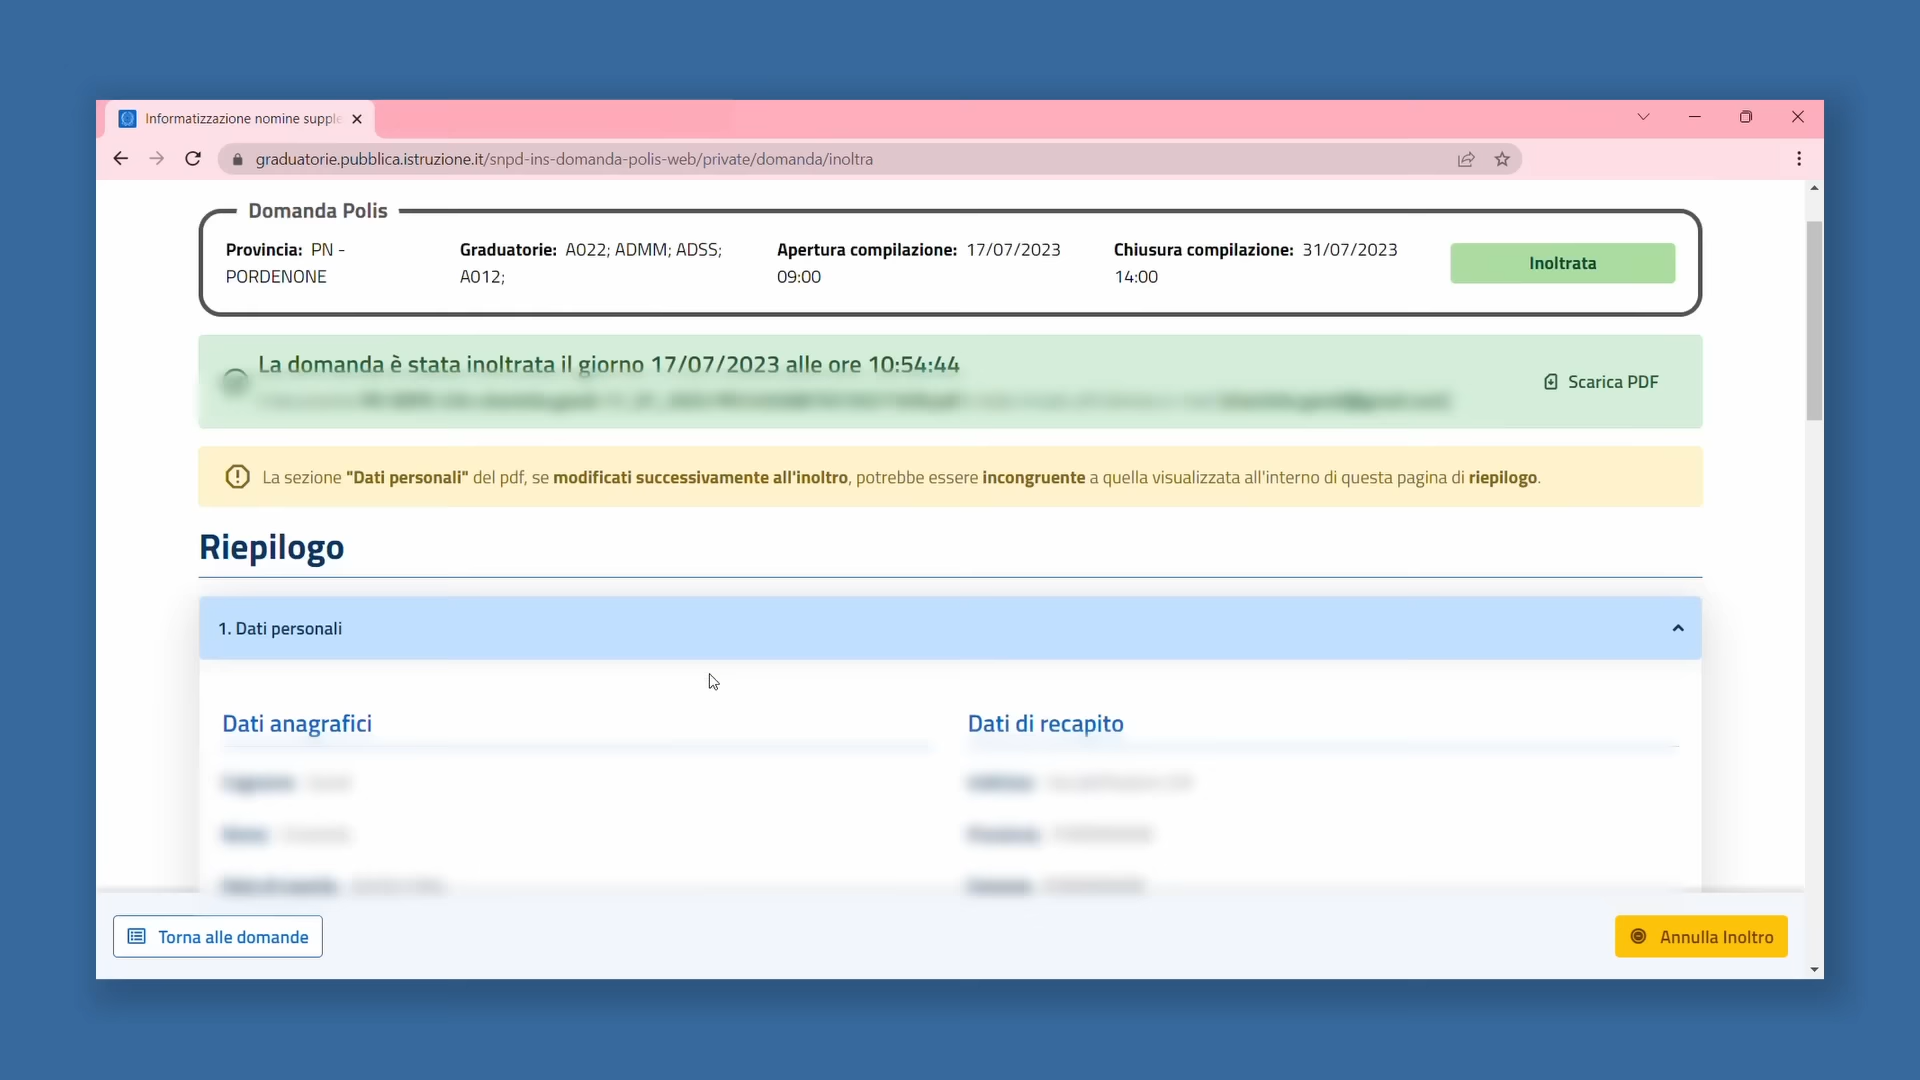 Informatizzazione nomine supple
graduatorie.pubblica.istruzione.it/snpd-ins-domanda-polis-web/private/domanda/inoltra
Domanda Polis
Provincia: PN -
PORDENONE
Graduatorie: A022; ADMM; ADSS;
A012;
Apertura compilazione: 17/07/2023
09:00
Chiusura compilazione: 31/07/2023
14:00
Inoltrata
La domanda è stata inoltrata il giorno 17/07/2023 alle ore 10:54:44
Scarica PDF
La sezione "Dati personali" del pdf, se modificati successivamente all'inoltro, potrebbe essere incongruente a quella visualizzata all'interno di questa pagina di riepilogo.
Riepilogo
1. Dati personali
Dati anagrafici
Dati di recapito
Torna alle domande
Annulla Inoltro